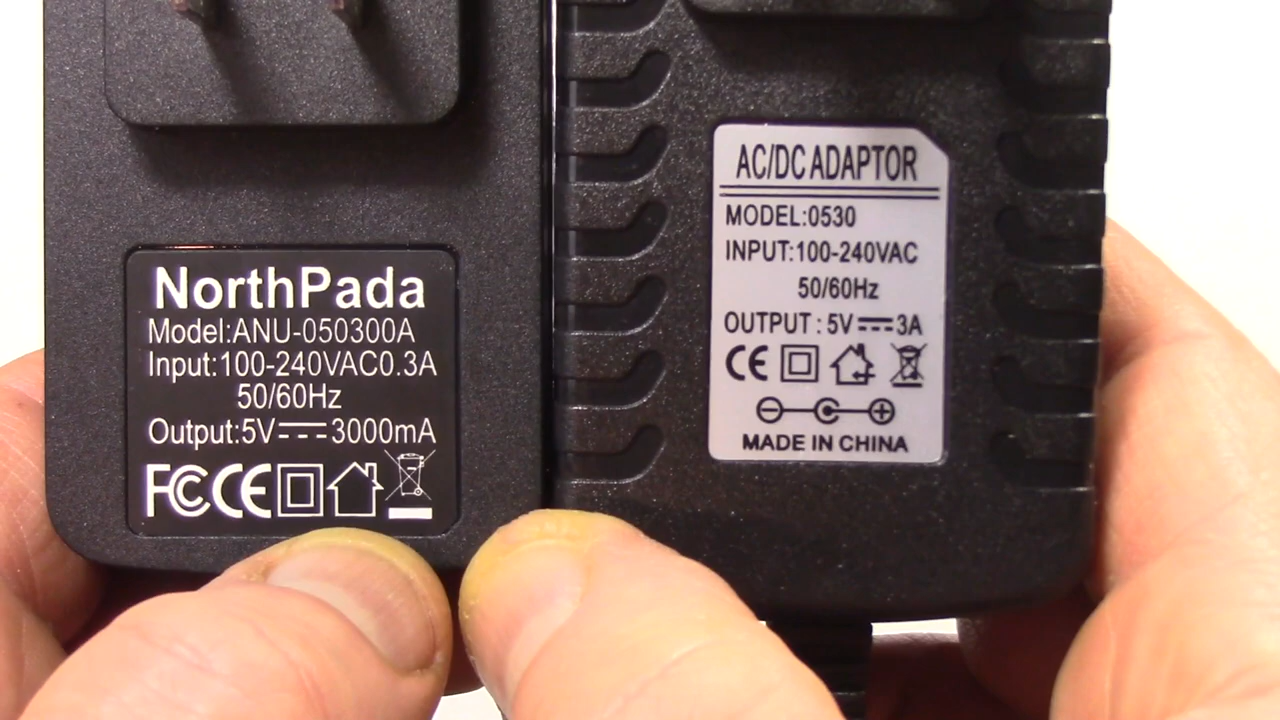 NorthPada
Model:ANU-050300A
Input:100-240VAC0.3A
50/60Hz
Output:5V⎓3000mA
FC CE
AC/DC ADAPTOR
MODEL:0530
INPUT:100-240VAC
50/60Hz
OUTPUT:5V⎓3A
CE
MADE IN CHINA